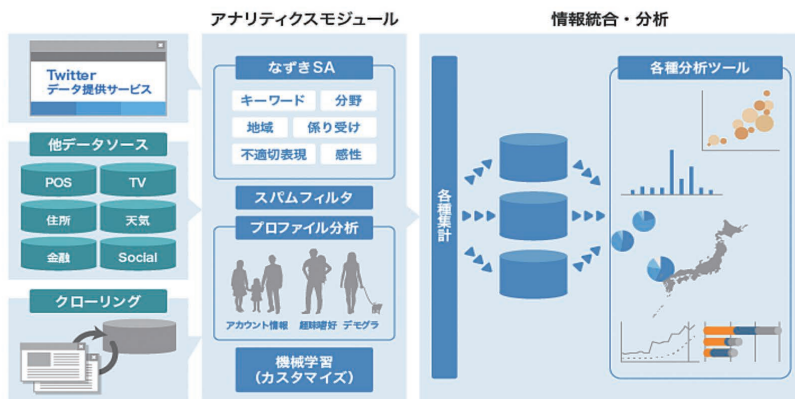 アナリティクスモジュール
情報統合・分析
Twitter
データ提供サービス
他データソース
POS
TV
住所
天気
金融
Social
クローリング
なずきSA
キーワード
分野
地域
係り受け
不適切表現
感性
スパムフィルタ
プロファイル分析
アカウント情報
趣味嗜好
デモグラ
機械学習
(カスタマイズ)
各種集計
各種分析ツール